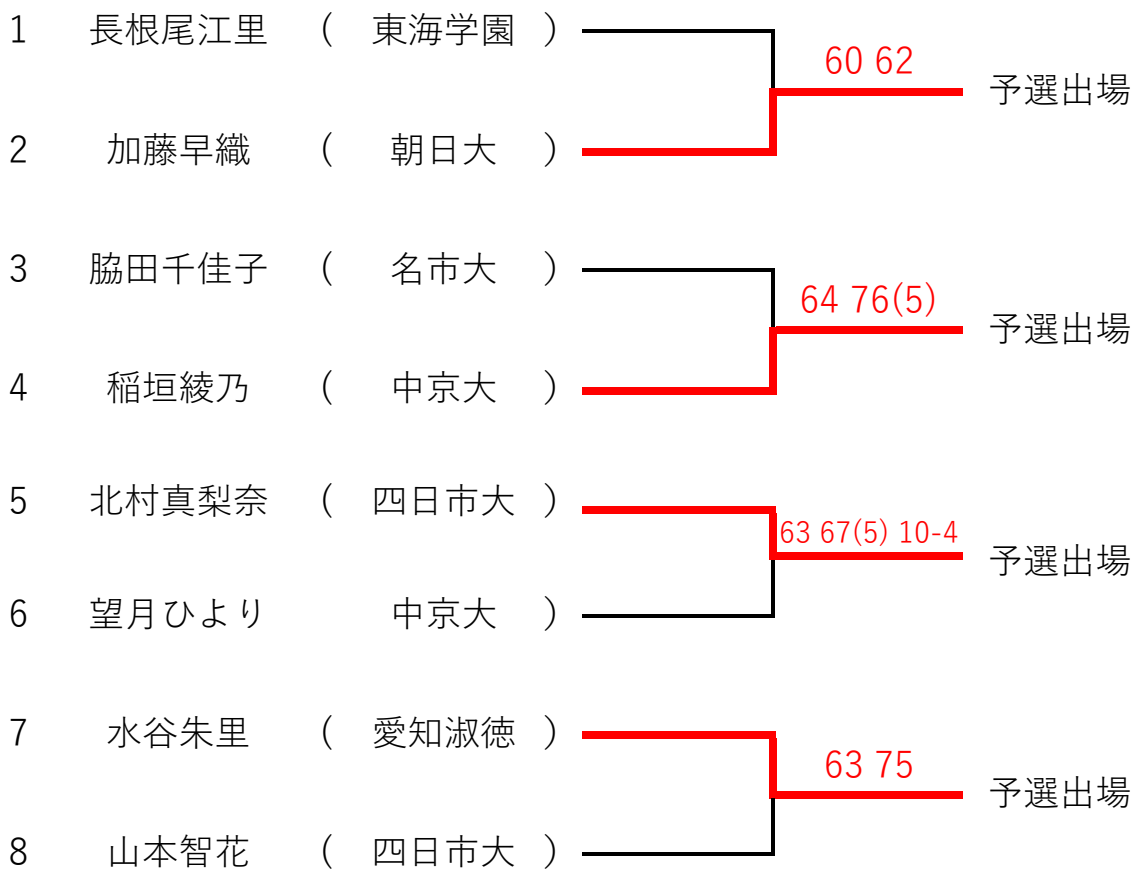 1 長根尾江里 ( 東海学園 )
60 62
予選出場
2 加藤早織 ( 朝日大 )
3 脇田千佳子 ( 名市大 )
64 76(5)
予選出場
4 稲垣綾乃 ( 中京大 )
5 北村真梨奈 ( 四日市大 )
63 67(5) 10-4
予選出場
6 望月ひより 中京大 )
7 水谷朱里 ( 愛知淑徳 )
63 75
予選出場
8 山本智花 ( 四日市大 )